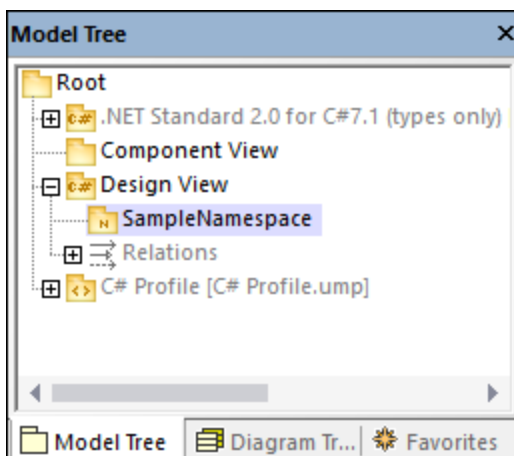 Model Tree
Root
.NET Standard 2.0 for C#7.1 (types only)
Component View
Design View
SampleNamespace
Relations
C# Profile [C# Profile.ump]
Model Tree Diagram Tr... Favorites